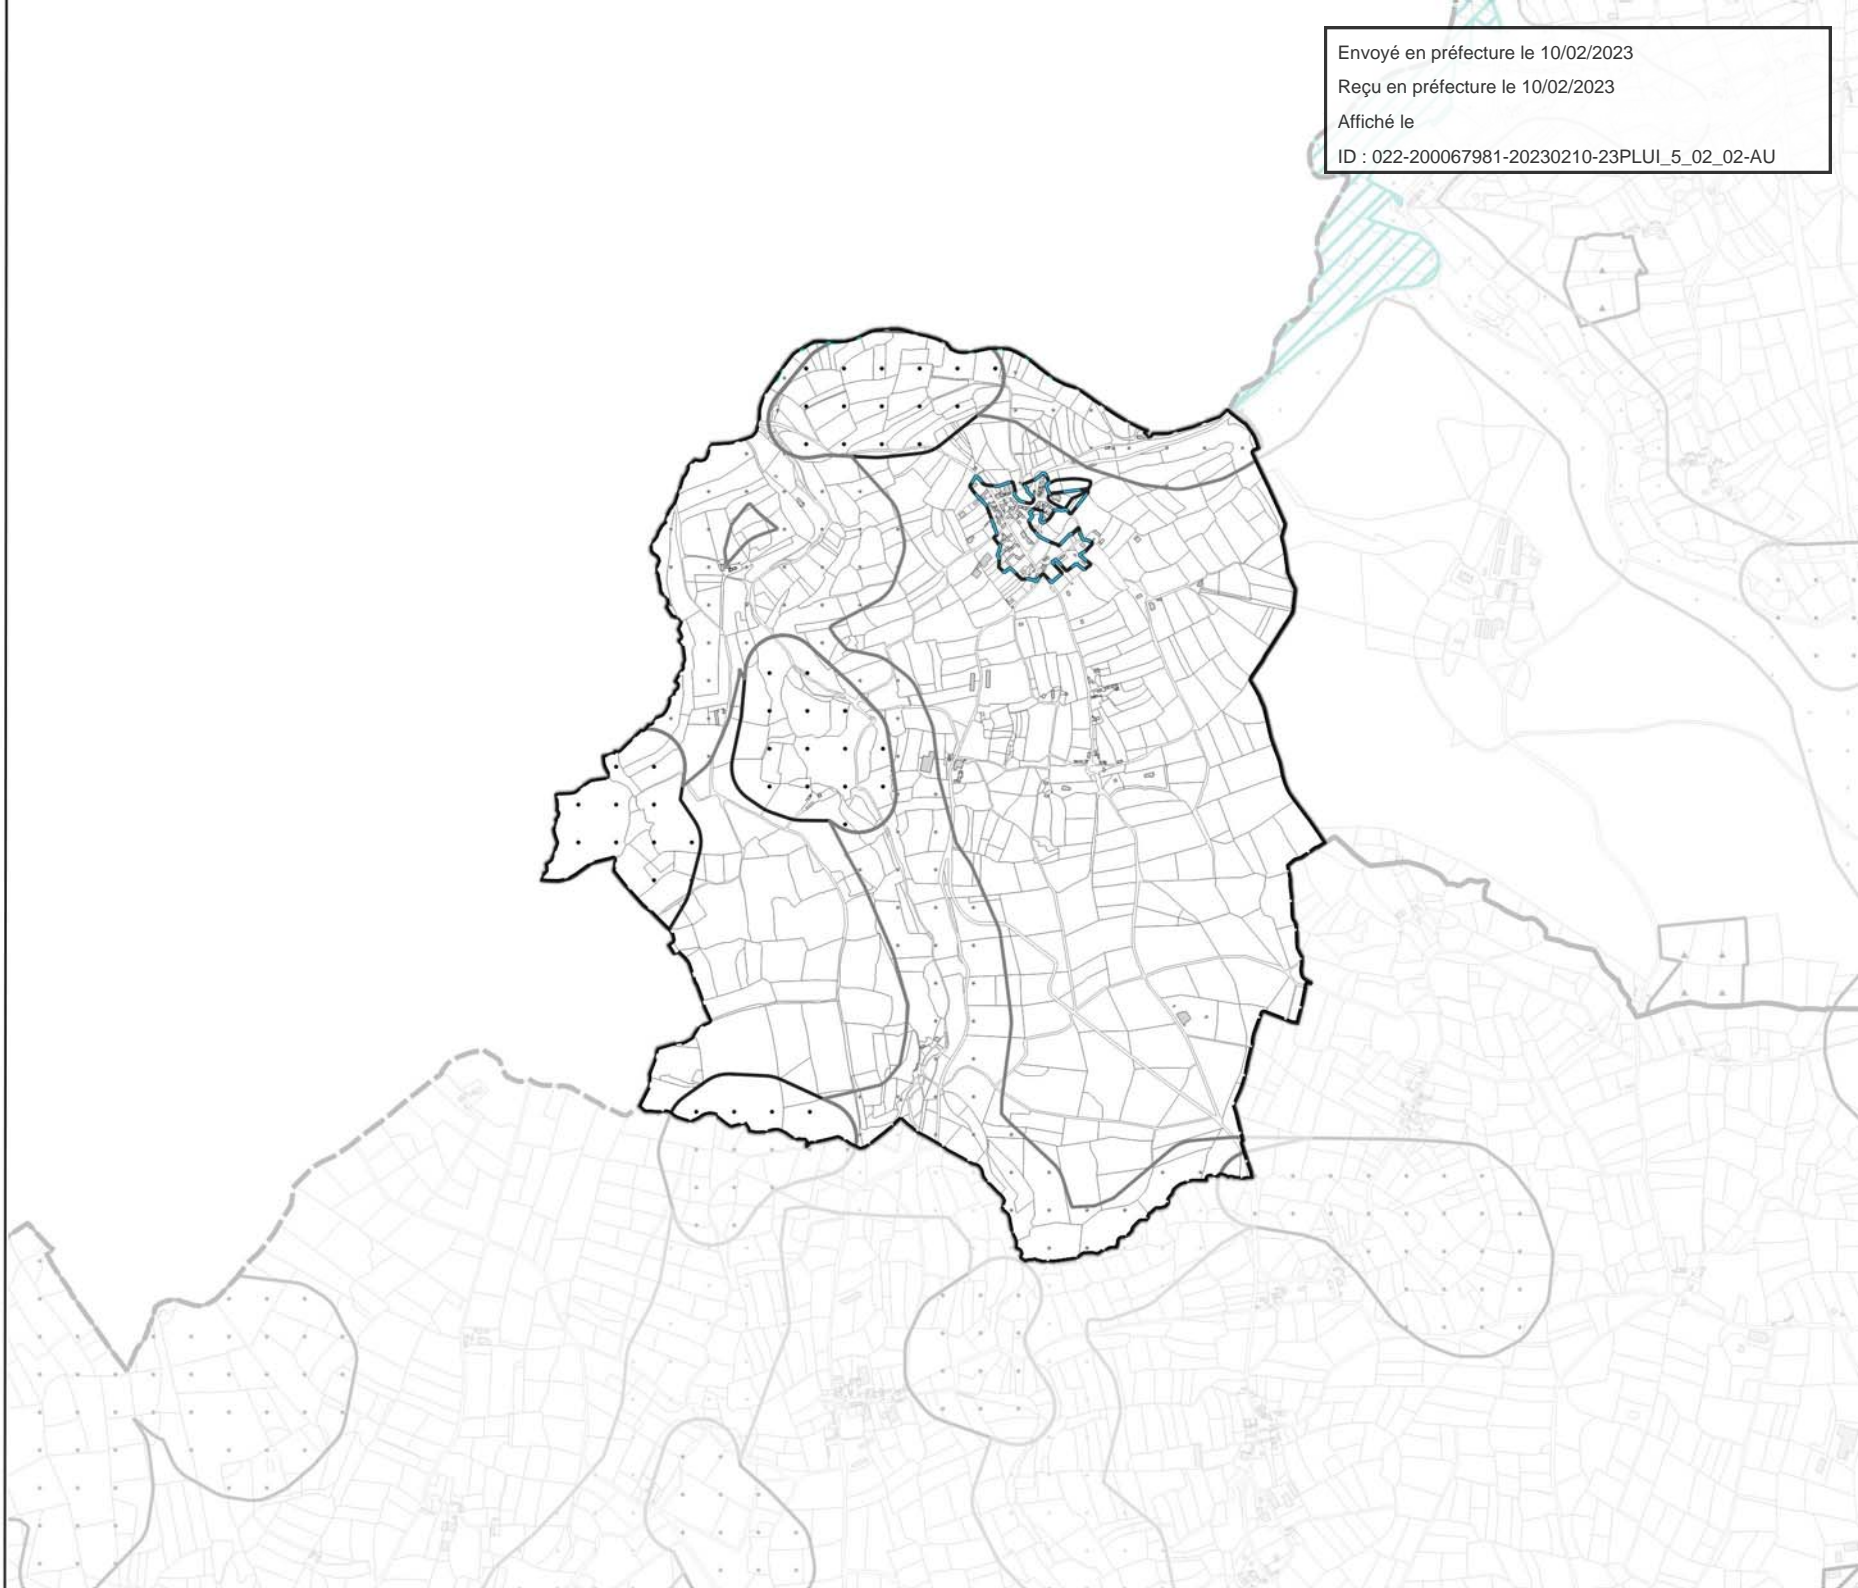 Envoyé en préfecture le 10/02/2023
Reçu en préfecture le 10/02/2023
Affiché le
ID : 022-200067981-20230210-23PLUI_5_02_02-AU